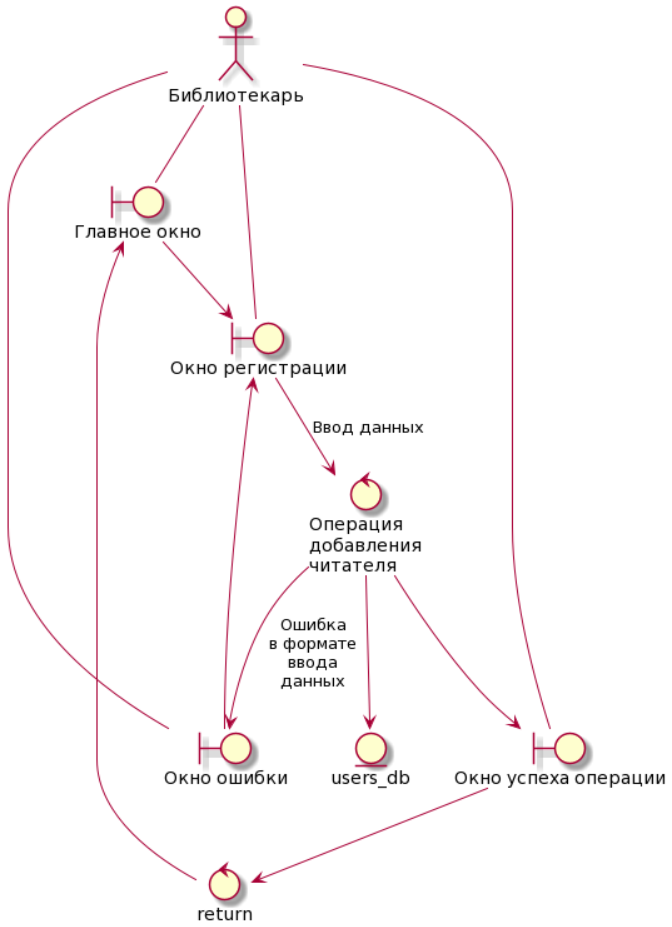 Библиотекарь
Главное окно
Окно регистрации
Ввод данных
Операция
добавления
читателя
Ошибка
в формате
ввода
данных
Окно ошибки
users_db
Окно успеха операции
return